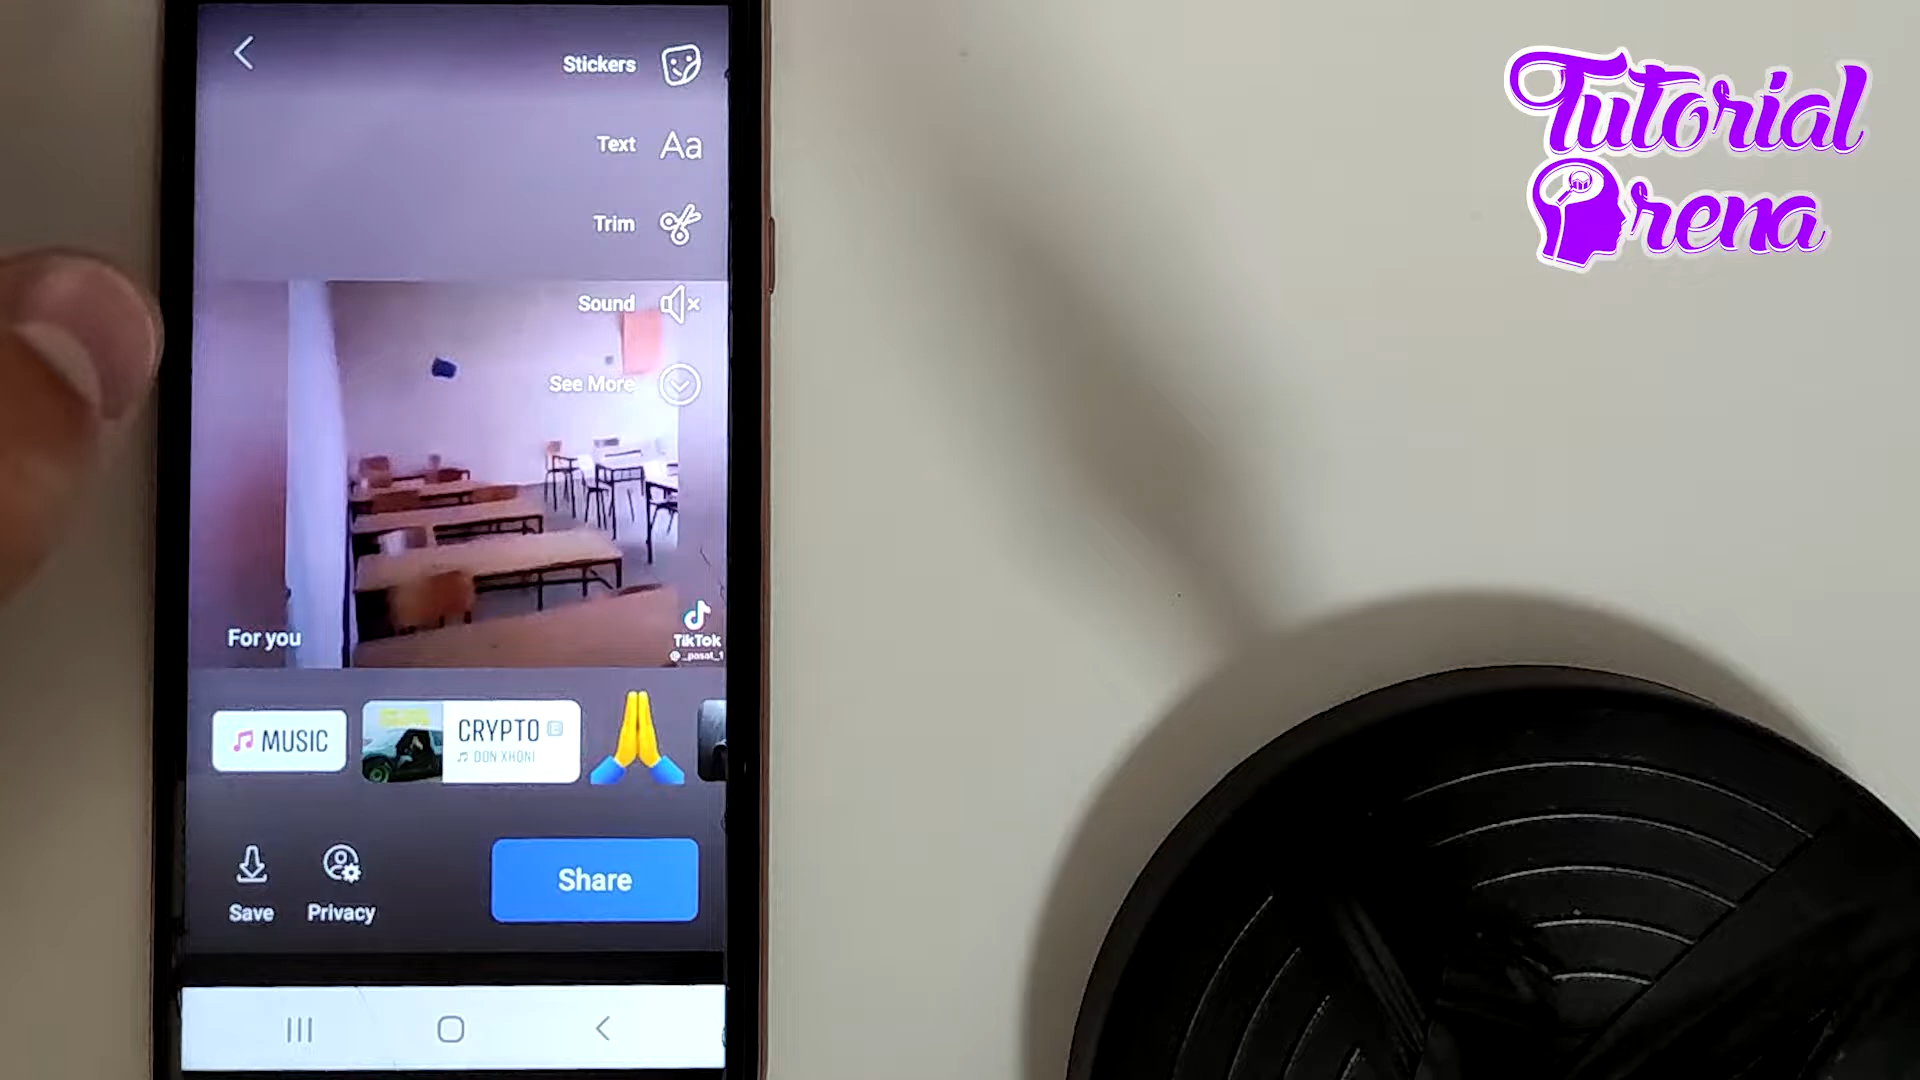 Tutorial
Arena
Stickers
Text
Aa
Trim
Sound
See More
TikTok
For you
MUSIC
CRYPTO E
DON XHONI
Save
Privacy
Share